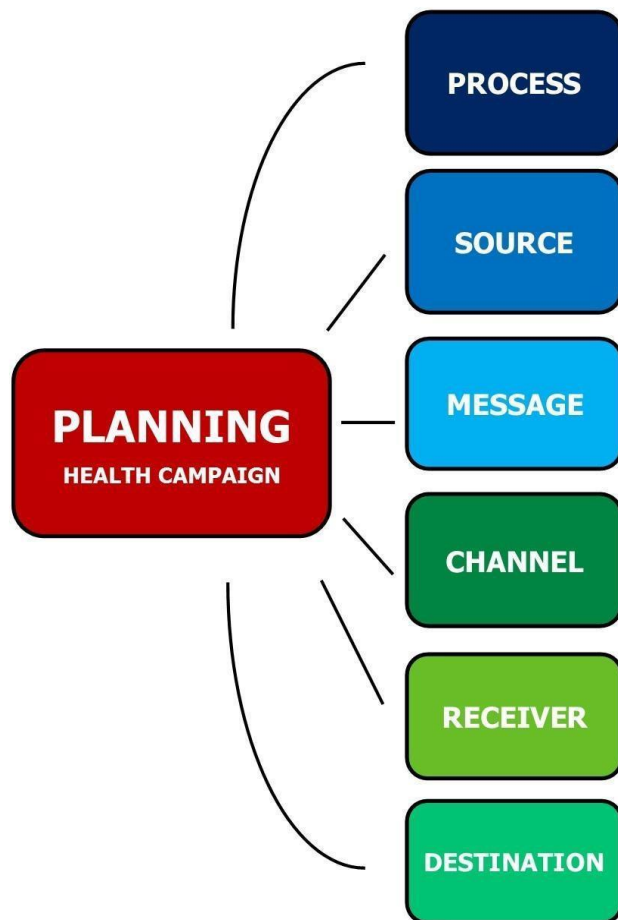 PROCESS
SOURCE
MESSAGE
PLANNING
HEALTH CAMPAIGN
CHANNEL
RECEIVER
DESTINATION